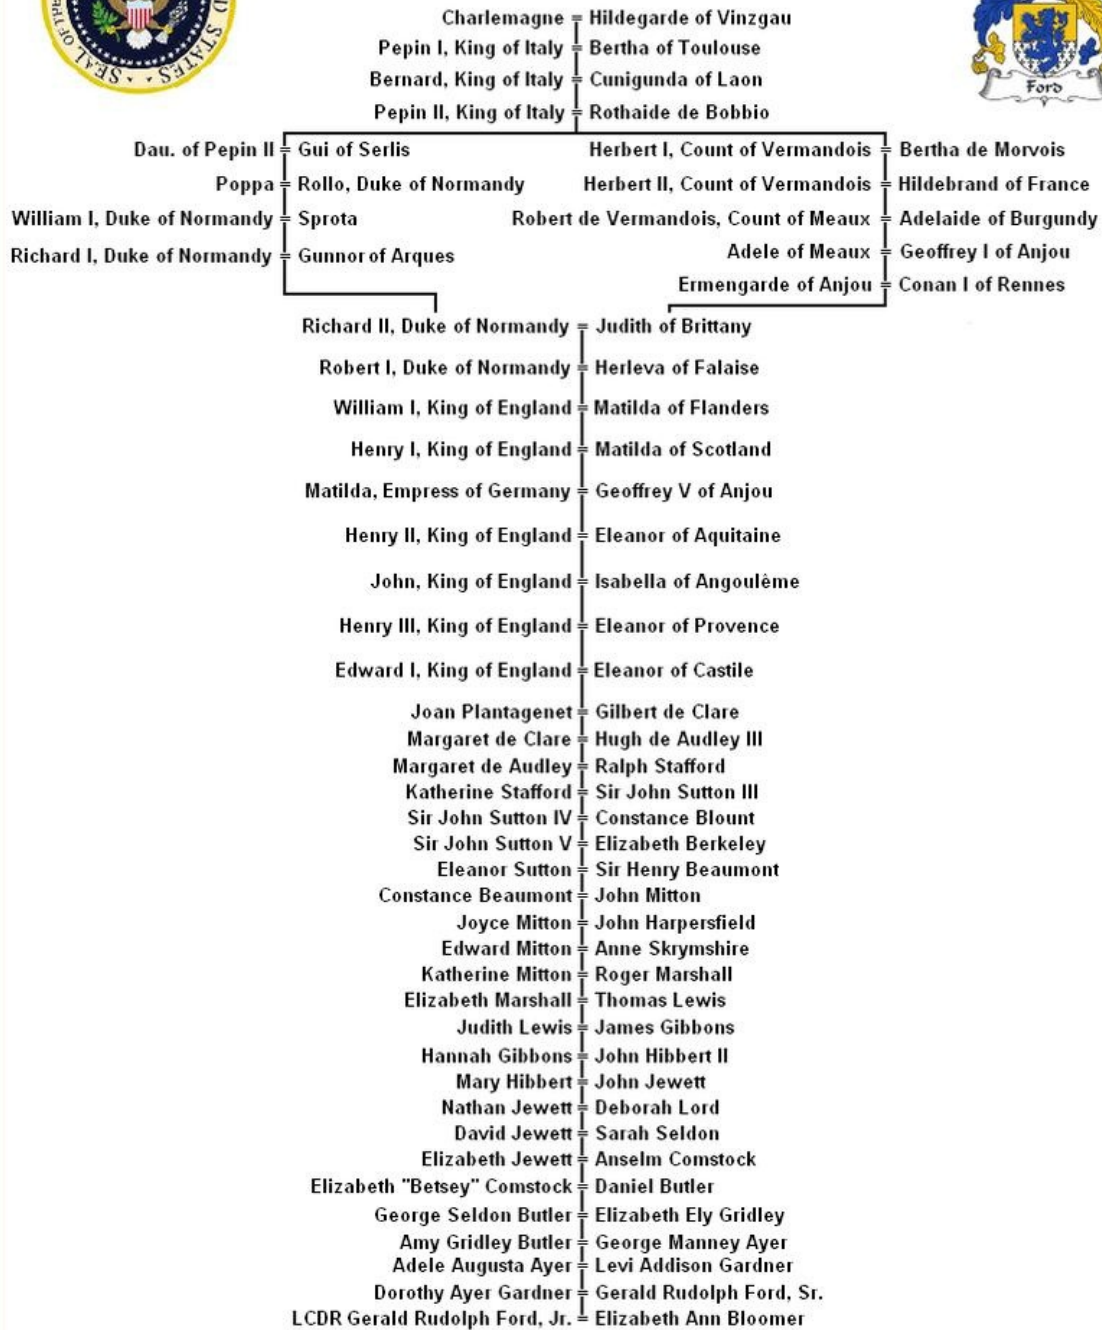 SEAL OF THE
D STATES
Ford
Charlemagne = Hildegarde of Vinzgau
Pepin I, King of Italy = Bertha of Toulouse
Bernard, King of Italy = Cunigunda of Laon
Pepin II, King of Italy = Rothaide de Bobbio
Dau. of Pepin II = Gui of Serlis
Herbert I, Count of Vermandois = Bertha de Morvois
Poppa = Rollo, Duke of Normandy
Herbert II, Count of Vermandois = Hildebrand of France
William I, Duke of Normandy = Sprota
Robert de Vermandois, Count of Meaux = Adelaide of Burgundy
Richard I, Duke of Normandy = Gunnor of Arques
Adele of Meaux = Geoffrey I of Anjou
Ermengarde of Anjou = Conan I of Rennes
Richard II, Duke of Normandy = Judith of Brittany
Robert I, Duke of Normandy = Herleva of Falaise
William I, King of England = Matilda of Flanders
Henry I, King of England = Matilda of Scotland
Matilda, Empress of Germany = Geoffrey V of Anjou
Henry II, King of England = Eleanor of Aquitaine
John, King of England = Isabella of Angoulême
Henry III, King of England = Eleanor of Provence
Edward I, King of England = Eleanor of Castile
Joan Plantagenet = Gilbert de Clare
Margaret de Clare = Hugh de Audley III
Margaret de Audley = Ralph Stafford
Katherine Stafford = Sir John Sutton III
Sir John Sutton IV = Constance Blount
Sir John Sutton V = Elizabeth Berkeley
Eleanor Sutton = Sir Henry Beaumont
Constance Beaumont = John Mitton
Joyce Mitton = John Harpersfield
Edward Mitton = Anne Skrymshire
Katherine Mitton = Roger Marshall
Elizabeth Marshall = Thomas Lewis
Judith Lewis = James Gibbons
Hannah Gibbons = John Hibbert II
Mary Hibbert = John Jewett
Nathan Jewett = Deborah Lord
David Jewett = Sarah Seldon
Elizabeth Jewett = Anselm Comstock
Elizabeth "Betsey" Comstock = Daniel Butler
George Seldon Butler = Elizabeth Ely Gridley
Amy Gridley Butler = George Manney Ayer
Adele Augusta Ayer = Levi Addison Gardner
Dorothy Ayer Gardner = Gerald Rudolph Ford, Sr.
LCDR Gerald Rudolph Ford, Jr. = Elizabeth Ann Bloomer